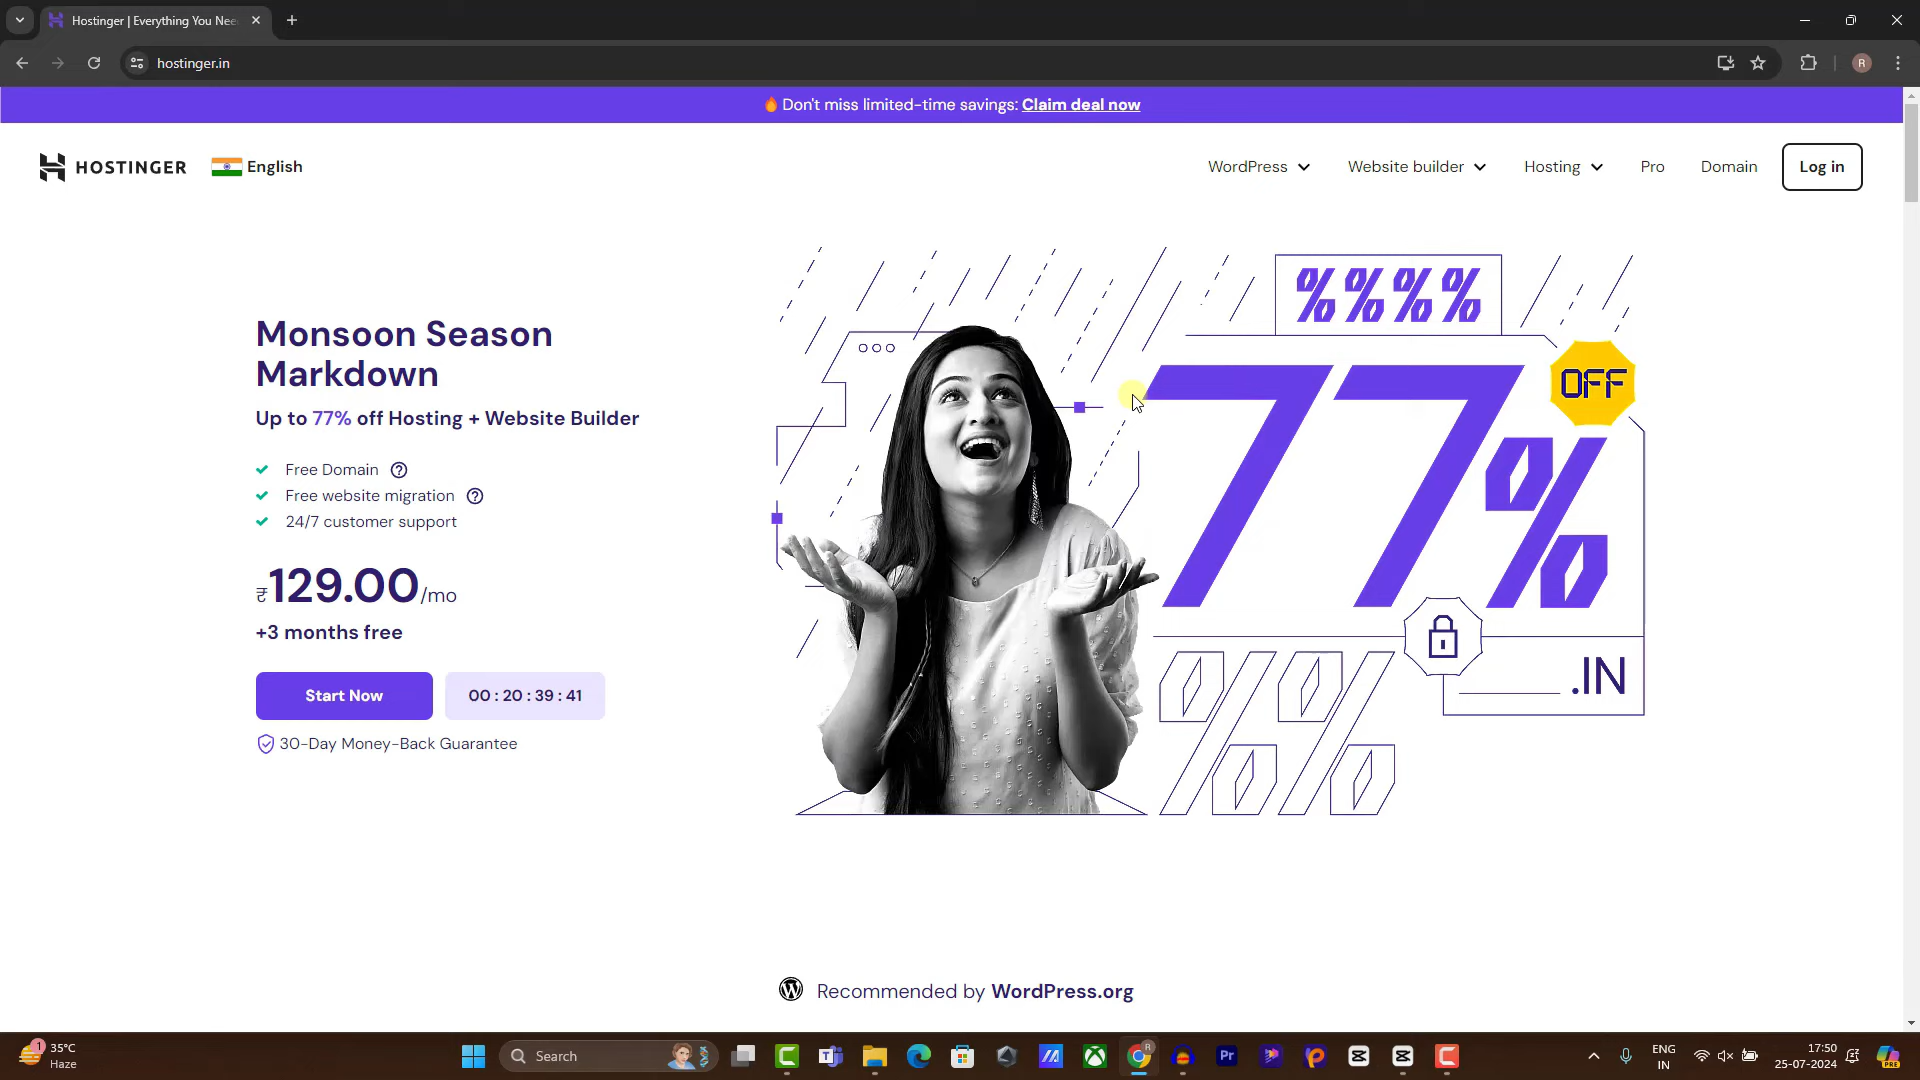 Hostinger | Everything You Nee
hostinger.in
R
Don't miss limited-time savings: Claim deal now
HOSTINGER
English
WordPress
Website builder
Hosting
Pro
Domain
Log in
%%%%
Monsoon Season
Markdown
Up to 77% off Hosting + Website Builder
Free Domain ?
Free website migration ?
24/7 customer support
₹129.00/mo
+3 months free
Start Now
00 : 20 : 39 : 41
30-Day Money-Back Guarantee
77%
OFF
.IN
%%
Recommended by WordPress.org
1
35°C
Haze
Search
R
Pr
ENG
IN
17:50
25-07-2024
PRE